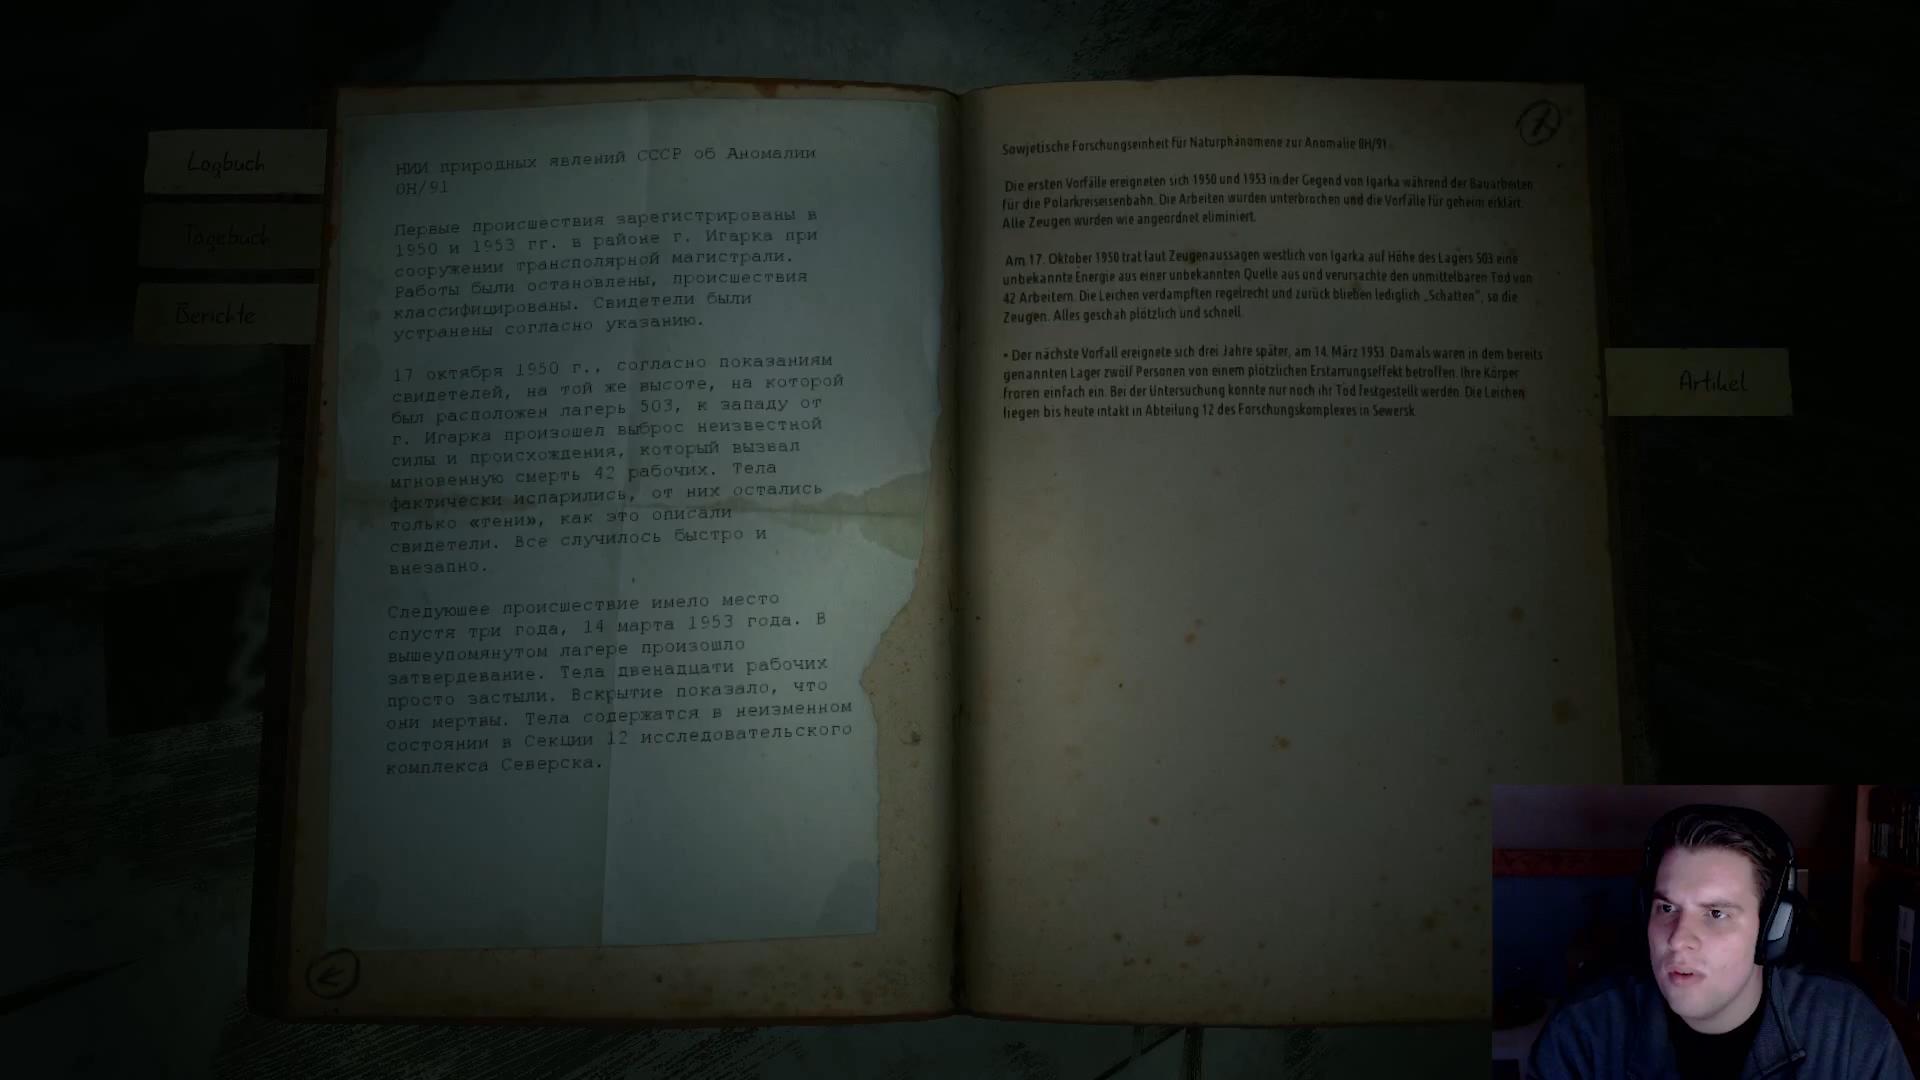 Logbuch
Tagebuch
Berichte
НИИ природных явлений СССР об Аномалии
ОН/91
Первые происшествия зарегистрированы в
1950 и 1953 гг. в районе г. Игарка при
сооружении трансполярной магистрали.
Работы были остановлены, происшествия
классифицированы. Свидетели были
устранены согласно указанию.
17 октября 1950 г., согласно показаниям
свидетелей, на той же высоте, на которой
был расположен лагерь 503, к западу от
г. Игарка произошел выброс неизвестной
силы и происхождения, который вызвал
мгновенную смерть 42 рабочих. Тела
фактически испарились, от них остались
только «тени», как это описали
свидетели. Все случилось быстро и
внезапно.
Следующее происшествие имело место
спустя три года, 14 марта 1953 года. В
вышеупомянутом лагере произошло
затвердевание. Тела двенадцати рабочих
просто застыли. Вскрытие показало, что
они мертвы. Тела содержатся в неизменном
состоянии в Секции 12 исследовательского
комплекса Северска.
Sowjetische Forschungseinheit für Naturphänomene zur Anomalie 0H/91
Die ersten Vorfälle ereigneten sich 1950 und 1953 in der Gegend von Igarka während der Bauarbeiten
für die Polarkreiseisenbahn. Die Arbeiten wurden unterbrochen und die Vorfälle für geheim erklärt.
Alle Zeugen wurden wie angeordnet eliminiert.
Am 17. Oktober 1950 trat laut Zeugenaussagen westlich von Igarka auf Höhe des Lagers 503 eine
unbekannte Energie aus einer unbekannten Quelle aus und verursachte den unmittelbaren Tod von
42 Arbeitern. Die Leichen verdampften regelrecht und zurück blieben lediglich „Schatten", so die
Zeugen. Alles geschah plötzlich und schnell.
• Der nächste Vorfall ereignete sich drei Jahre später, am 14. März 1953. Damals waren in dem bereits
genannten Lager zwölf Personen von einem plötzlichen Erstarrungseffekt betroffen. Ihre Körper
froren einfach ein. Bei der Untersuchung konnte nur noch ihr Tod festgestellt werden. Die Leichen
liegen bis heute intakt in Abteilung 12 des Forschungskomplexes in Sewersk.
Artikel